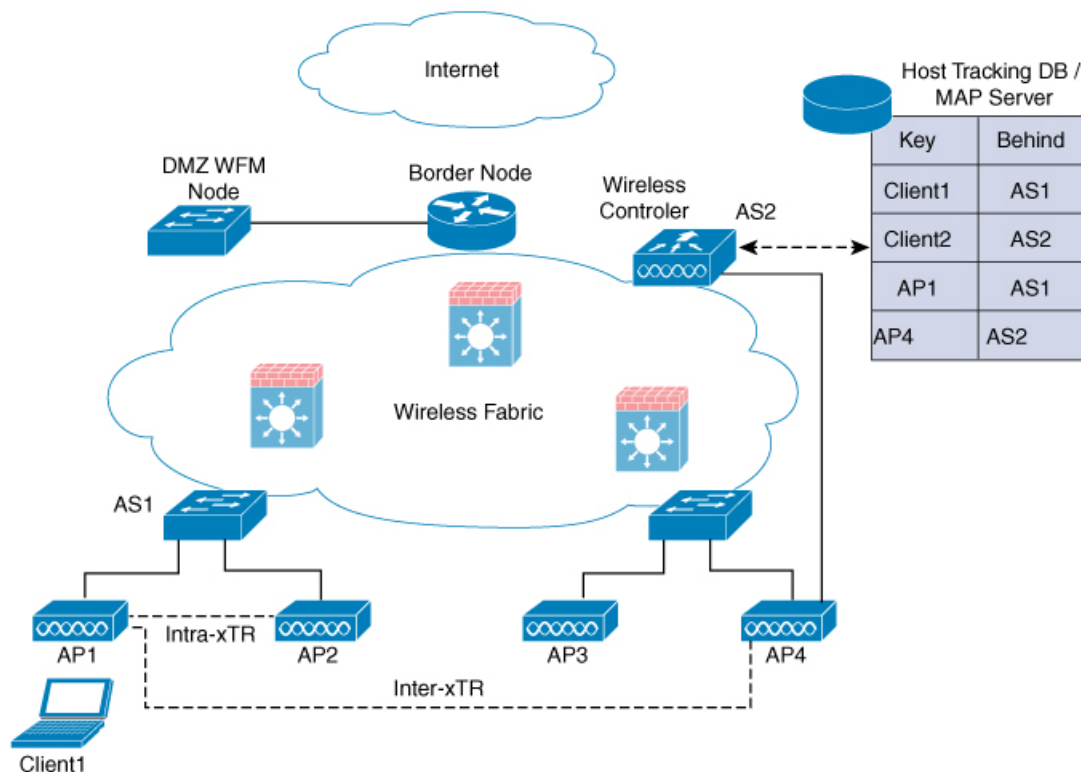 Internet
Host Tracking DB /
MAP Server
Key Behind
Client1 AS1
Client2 AS2
AP1 AS1
AP4 AS2
DMZ WFM
Node
Border Node
Wireless
Controler
AS2
Wireless Fabric
AS1
Intra-xTR
AP1
AP2
AP3
AP4
Inter-xTR
Client1